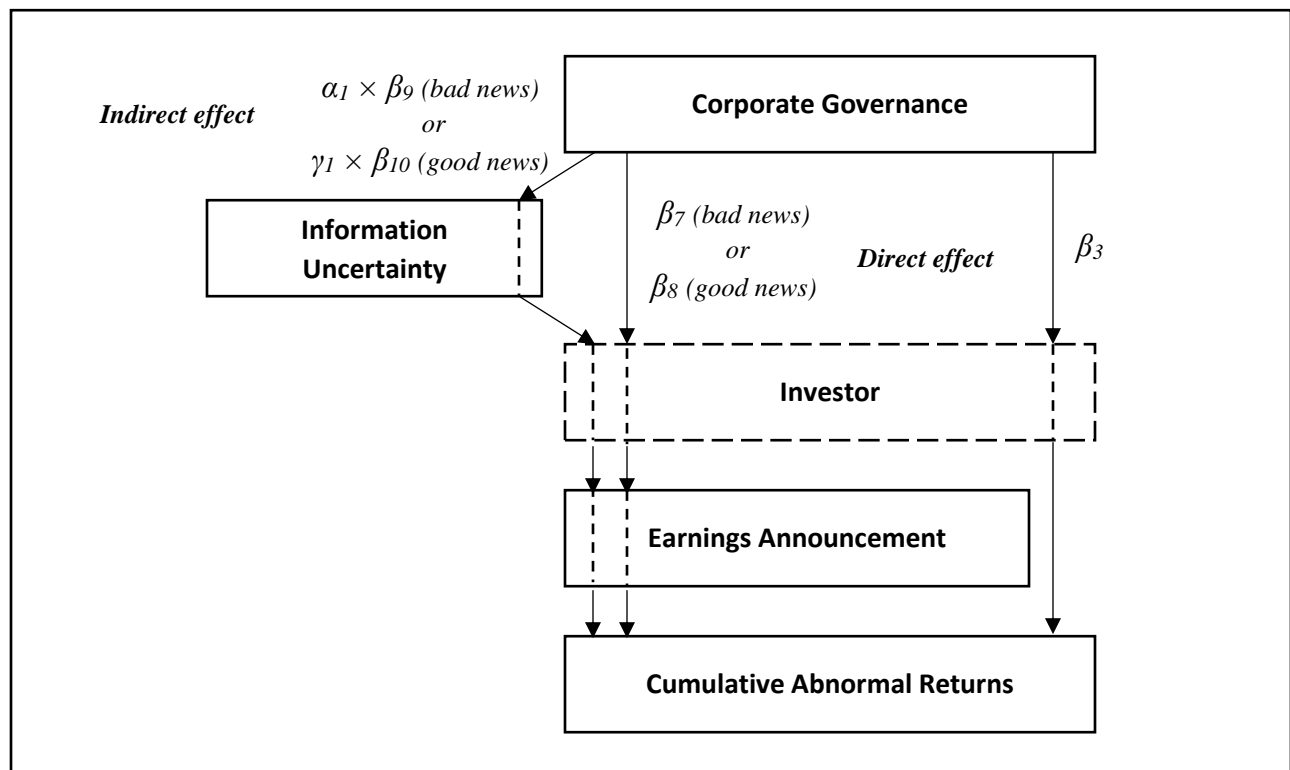 α1 × β9 (bad news)
Indirect effect
or
γ1 × β10 (good news)
Corporate Governance
Information
Uncertainty
β7 (bad news)
or
β8 (good news)
Direct effect
β3
Investor
Earnings Announcement
Cumulative Abnormal Returns